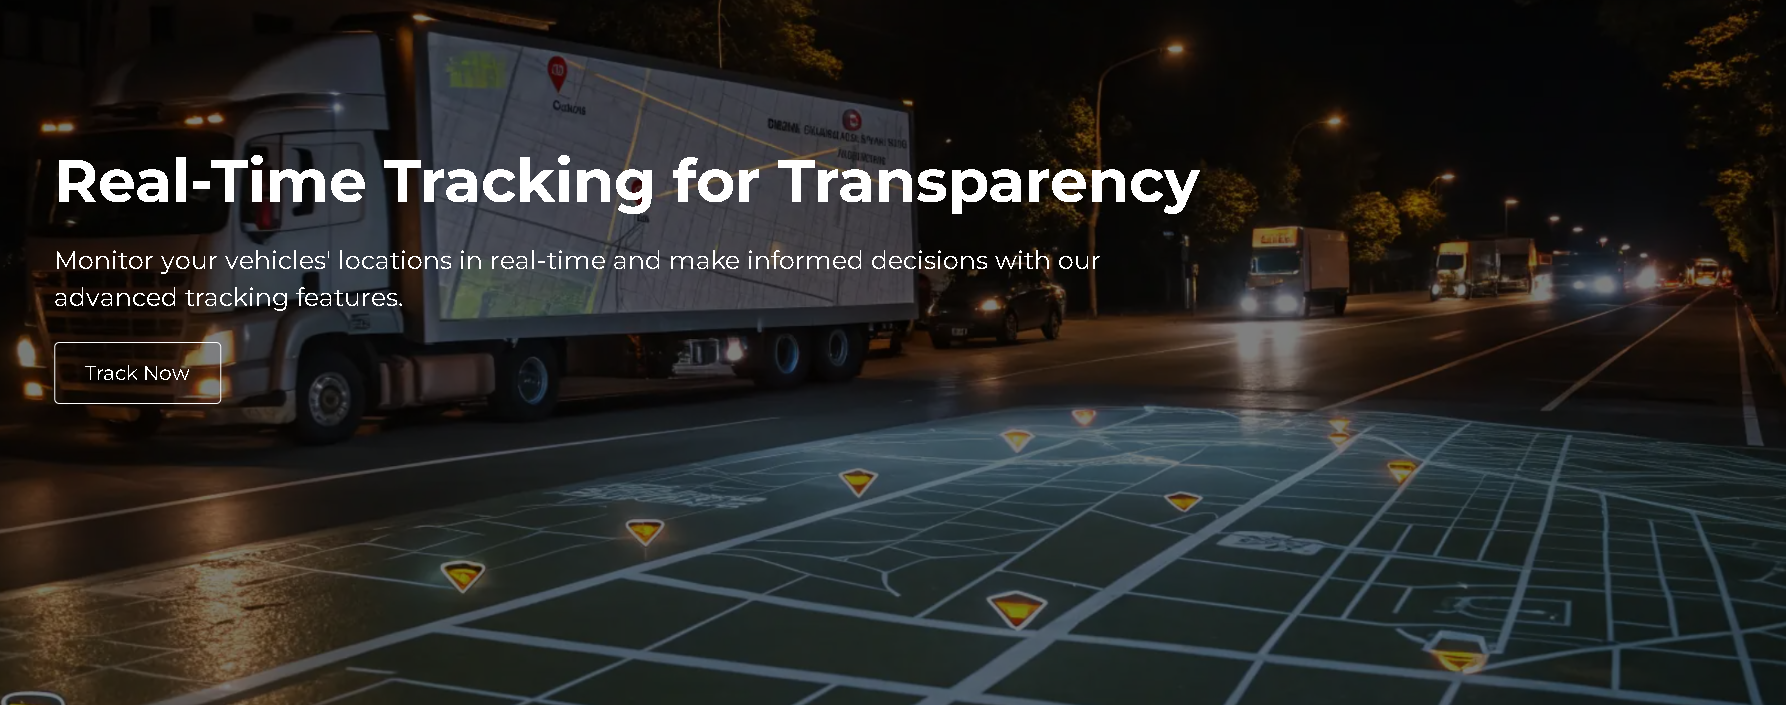 Real-Time Tracking for Transparency
Monitor your vehicles' locations in real-time and make informed decisions with our
advanced tracking features.
Track Now